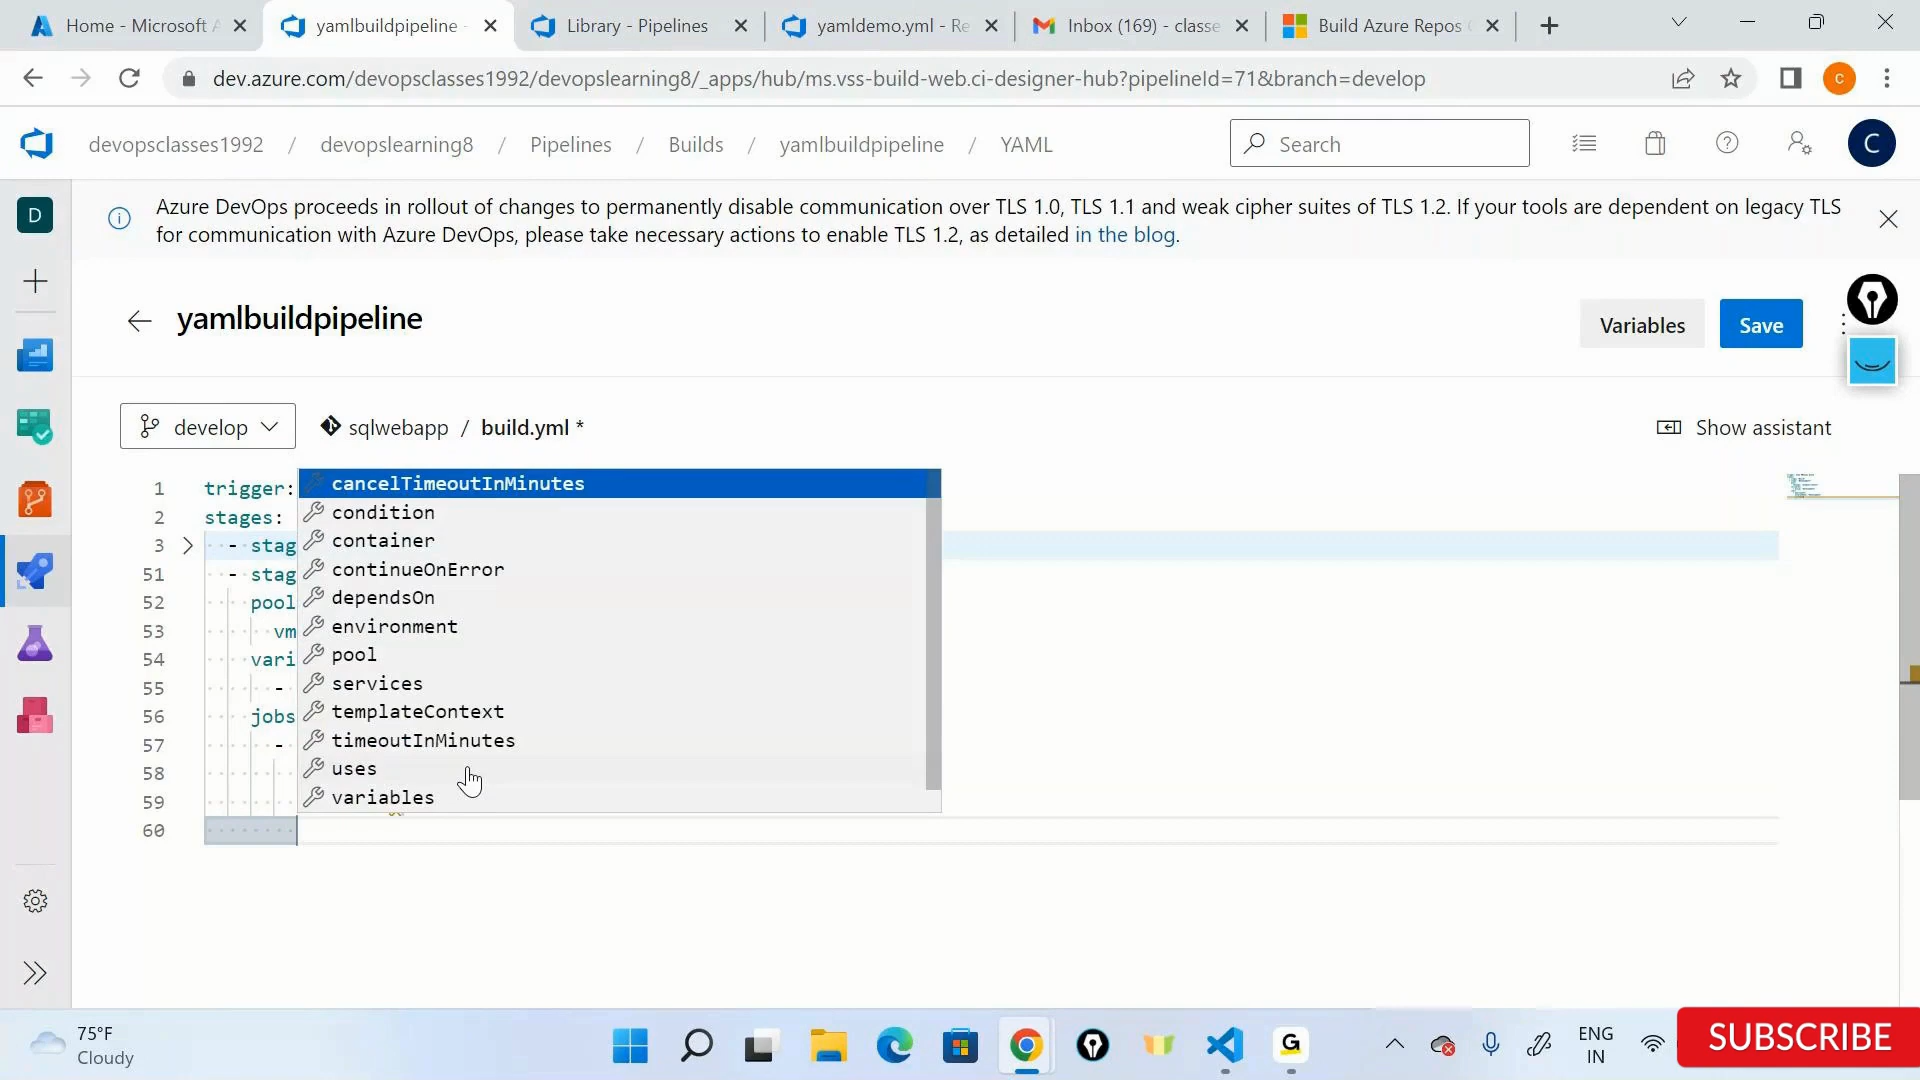 Home - Microsoft A
yamlbuildpipeline -
Library - Pipelines
yamldemo.yml - Re
Inbox (169) - classe
Build Azure Repos
dev.azure.com/devopsclasses1992/devopslearning8/_apps/hub/ms.vss-build-web.ci-designer-hub?pipelineId=71&branch=develop
c
devopsclasses1992 / devopslearning8 / Pipelines / Builds / yamlbuildpipeline / YAML
Search
C
D
Azure DevOps proceeds in rollout of changes to permanently disable communication over TLS 1.0, TLS 1.1 and weak cipher suites of TLS 1.2. If your tools are dependent on legacy TLS
for communication with Azure DevOps, please take necessary actions to enable TLS 1.2, as detailed in the blog.
yamlbuildpipeline
Variables
Save
develop
sqlwebapp / build.yml *
Show assistant
1 trigger:
2 stages:
3 - stag
51 - stag
52 pool
53 vm
54 vari
55 -
56 jobs
57 -
58
59
60
cancelTimeoutInMinutes
condition
container
continueOnError
dependsOn
environment
pool
services
templateContext
timeoutInMinutes
uses
variables
75°F
Cloudy
G
ENG
IN
SUBSCRIBE